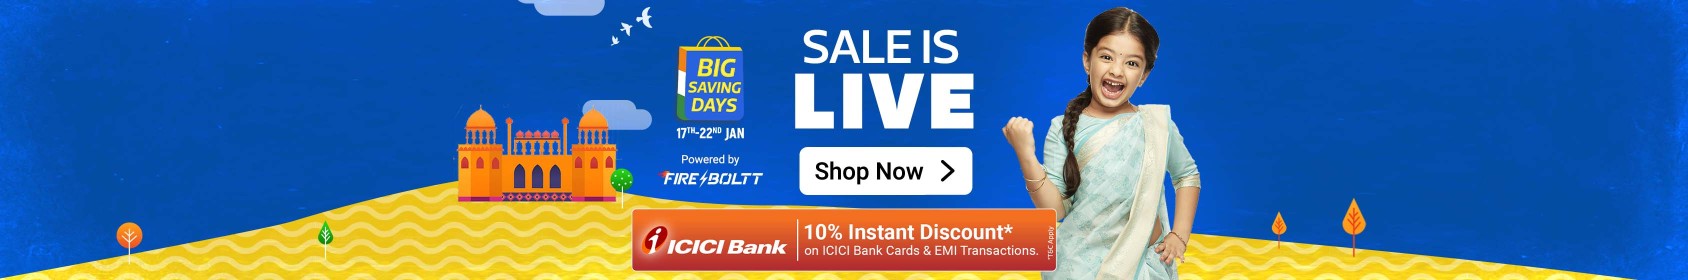 BIG
SAVING
DAYS
17TH-22ND JAN
Powered by
FIRE-BOLTT
SALE IS
LIVE
Shop Now
ICICI Bank
10% Instant Discount*
on ICICI Bank Cards & EMI Transactions.
*T&C Apply